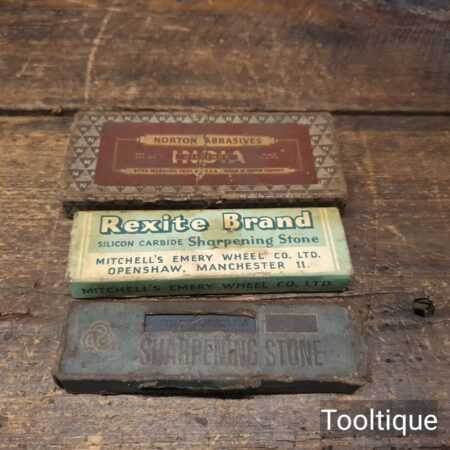 NORTON ABRASIVES
INDIA
Rexite Brand
SILICON CARBIDE Sharpening Stone
MITCHELL'S EMERY WHEEL CO. LTD.
OPENSHAW, MANCHESTER 11.
MITCHELL'S EMERY WHEEL CO. LTD.
SHARPENING STONE
Tooltique